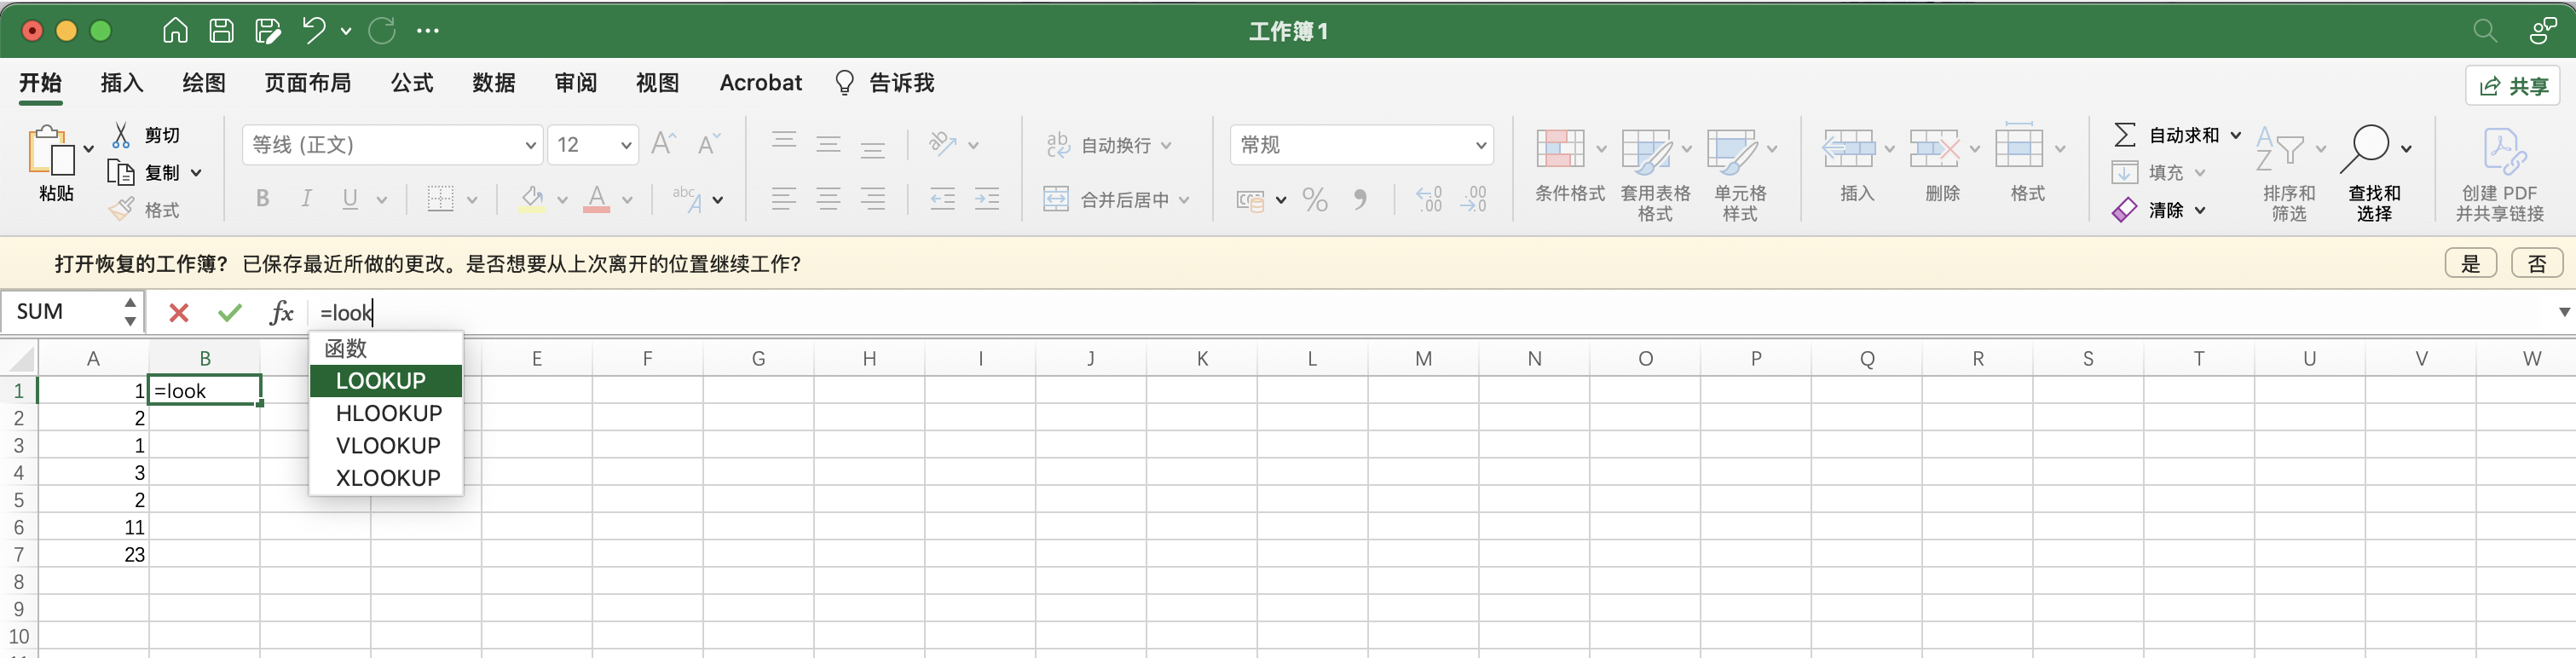 工作簿1
开始 插入 绘图 页面布局 公式 数据 审阅 视图 Acrobat 告诉我 共享
粘贴 剪切 复制 格式
等线 (正文) 12
B I U A abc A
ab c 自动换行
合并后居中
常规
% .0 .00 .00 .0
条件格式 套用表格格式 单元格样式
插入 删除 格式
自动求和 填充 清除
A Z 排序和筛选 查找和选择
创建 PDF 并共享链接
打开恢复的工作簿? 已保存最近所做的更改。是否想要从上次离开的位置继续工作? 是 否
SUM fx =look
函数
LOOKUP
HLOOKUP
VLOOKUP
XLOOKUP
A B E F G H I J K L M N O P Q R S T U V W
1 1 =look
2 2
3 1
4 3
5 2
6 11
7 23
8
9
10